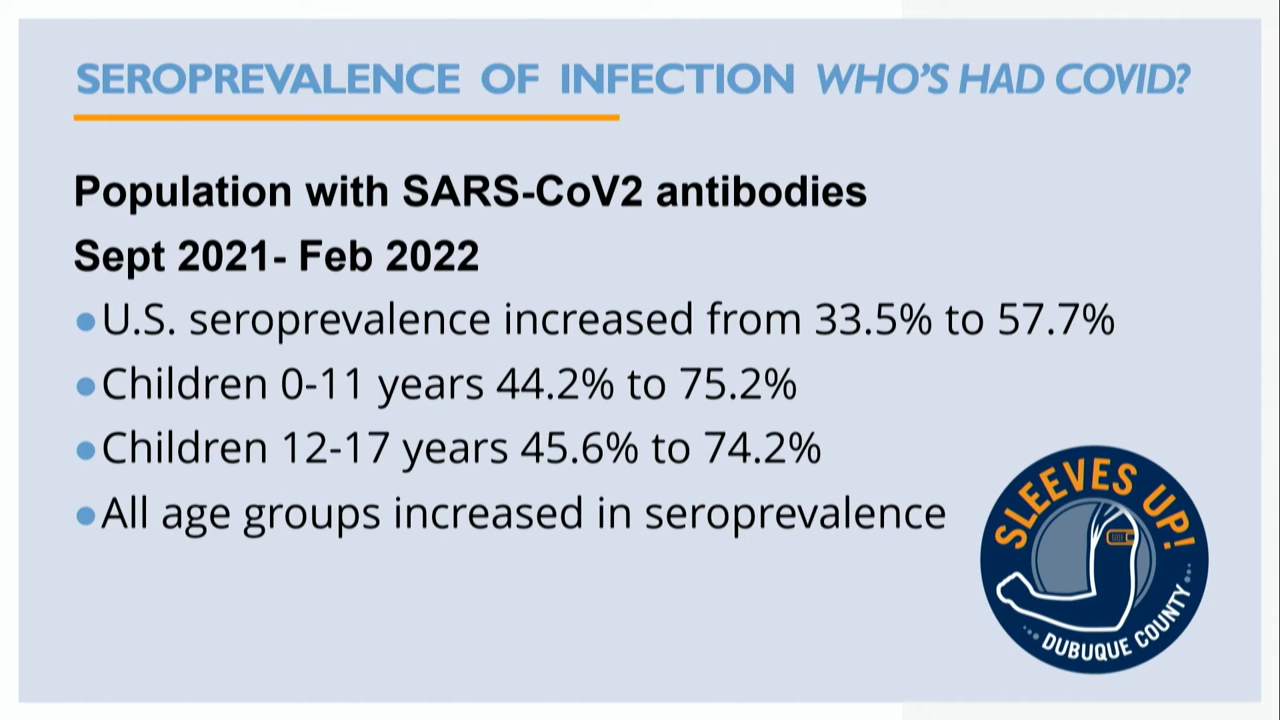 SEROPREVALENCE OF INFECTION WHO'S HAD COVID?
Population with SARS-CoV2 antibodies
Sept 2021- Feb 2022
●U.S. seroprevalence increased from 33.5% to 57.7%
●Children 0-11 years 44.2% to 75.2%
●Children 12-17 years 45.6% to 74.2%
●All age groups increased in seroprevalence
SLEEVES UP!
... DUBUQUE COUNTY ...